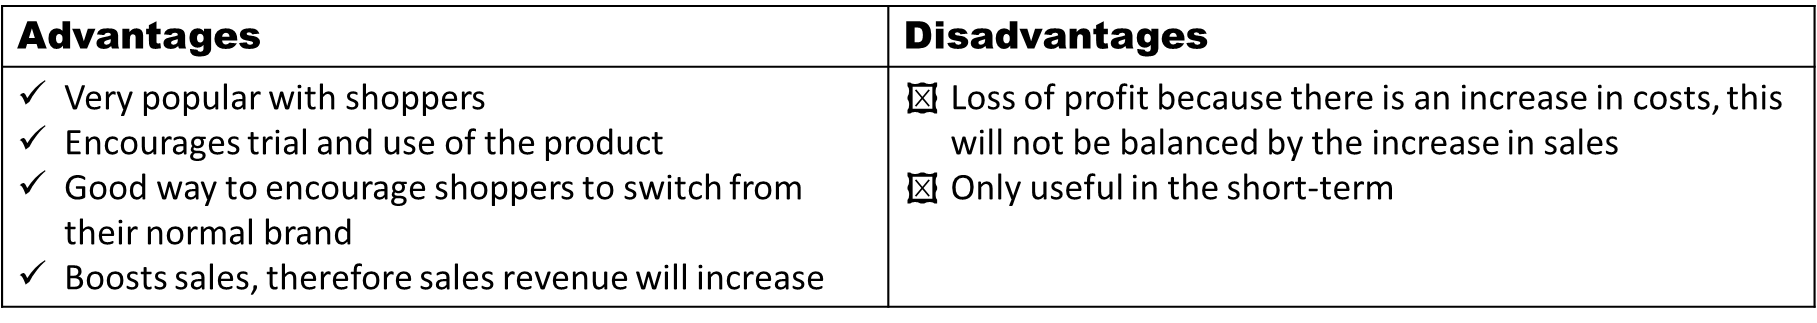 Advantages
Disadvantages
✓ Very popular with shoppers
✓ Encourages trial and use of the product
✓ Good way to encourage shoppers to switch from
their normal brand
✓ Boosts sales, therefore sales revenue will increase
☒ Loss of profit because there is an increase in costs, this
will not be balanced by the increase in sales
☒ Only useful in the short-term